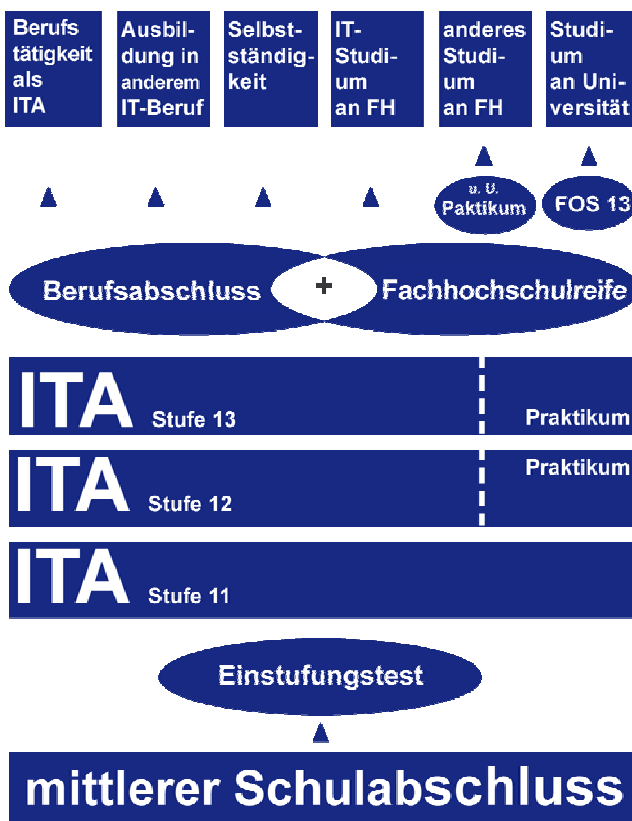 Berufs
tätigkeit
als
ITA
Ausbil-
dung in
anderem
IT-Beruf
Selbst-
ständig-
keit
IT-
Studi-
um
an FH
anderes
Studi-
um
an FH
Studi-
um
an Uni-
versität
u. U.
Paktikum
FOS 13
Berufsabschluss
+
Fachhochschulreife
ITA Stufe 13 Praktikum
ITA Stufe 12 Praktikum
ITA Stufe 11
Einstufungstest
mittlerer Schulabschluss